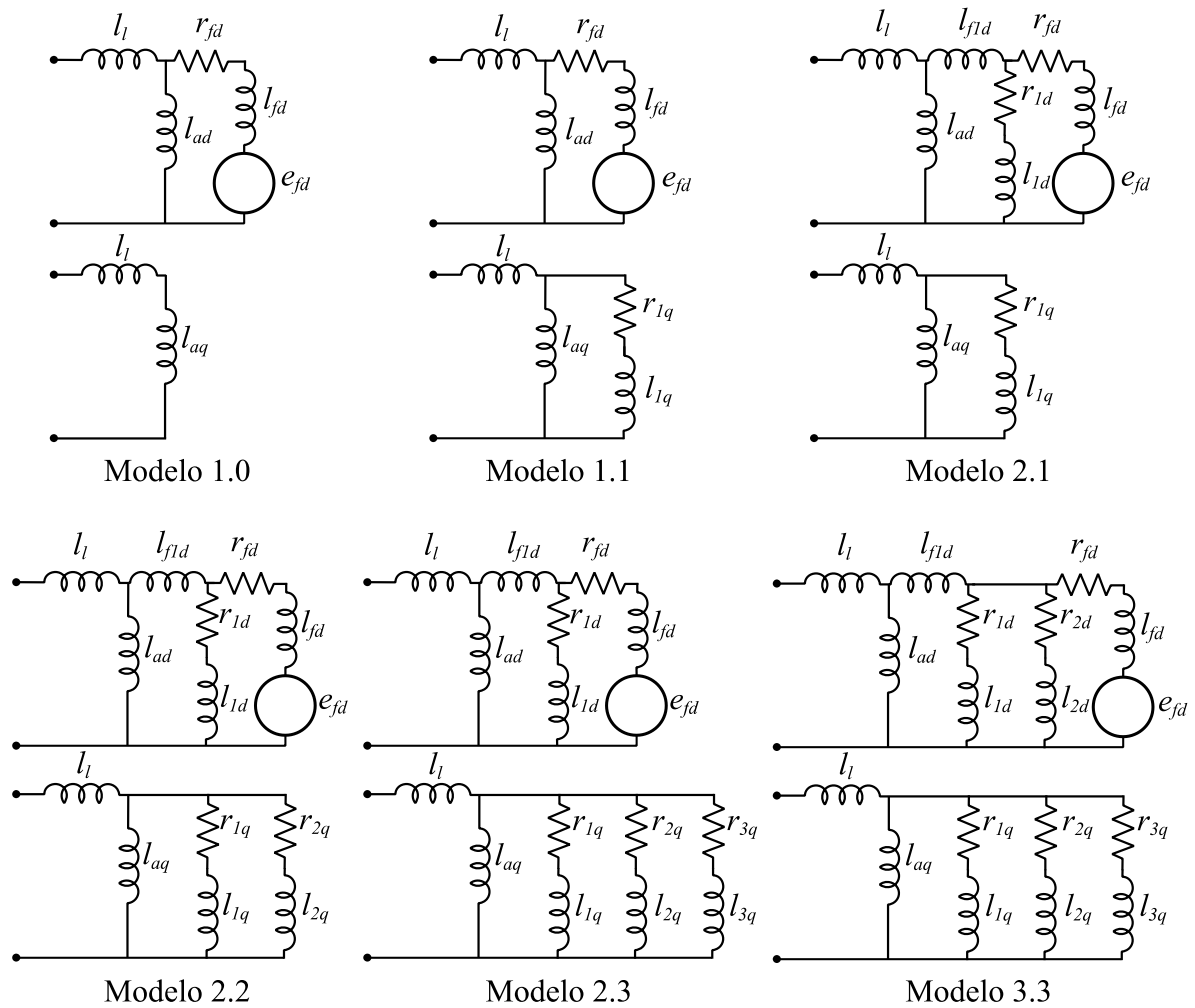 l_l r_fd
l_fd
l_ad
e_fd
l_l
l_aq
Modelo 1.0
l_l r_fd
l_fd
l_ad
e_fd
l_l
r_1q
l_aq
l_1q
Modelo 1.1
l_l l_f1d r_fd
r_1d l_fd
l_ad
l_1d e_fd
l_l
r_1q
l_aq
l_1q
Modelo 2.1
l_l l_f1d r_fd
r_1d l_fd
l_ad
l_1d e_fd
l_l
r_1q r_2q
l_aq
l_1q l_2q
Modelo 2.2
l_l l_f1d r_fd
r_1d l_fd
l_ad
l_1d e_fd
l_l
r_1q r_2q r_3q
l_aq
l_1q l_2q l_3q
Modelo 2.3
l_l l_f1d r_fd
r_1d r_2d l_fd
l_ad
l_1d l_2d e_fd
l_l
r_1q r_2q r_3q
l_aq
l_1q l_2q l_3q
Modelo 3.3